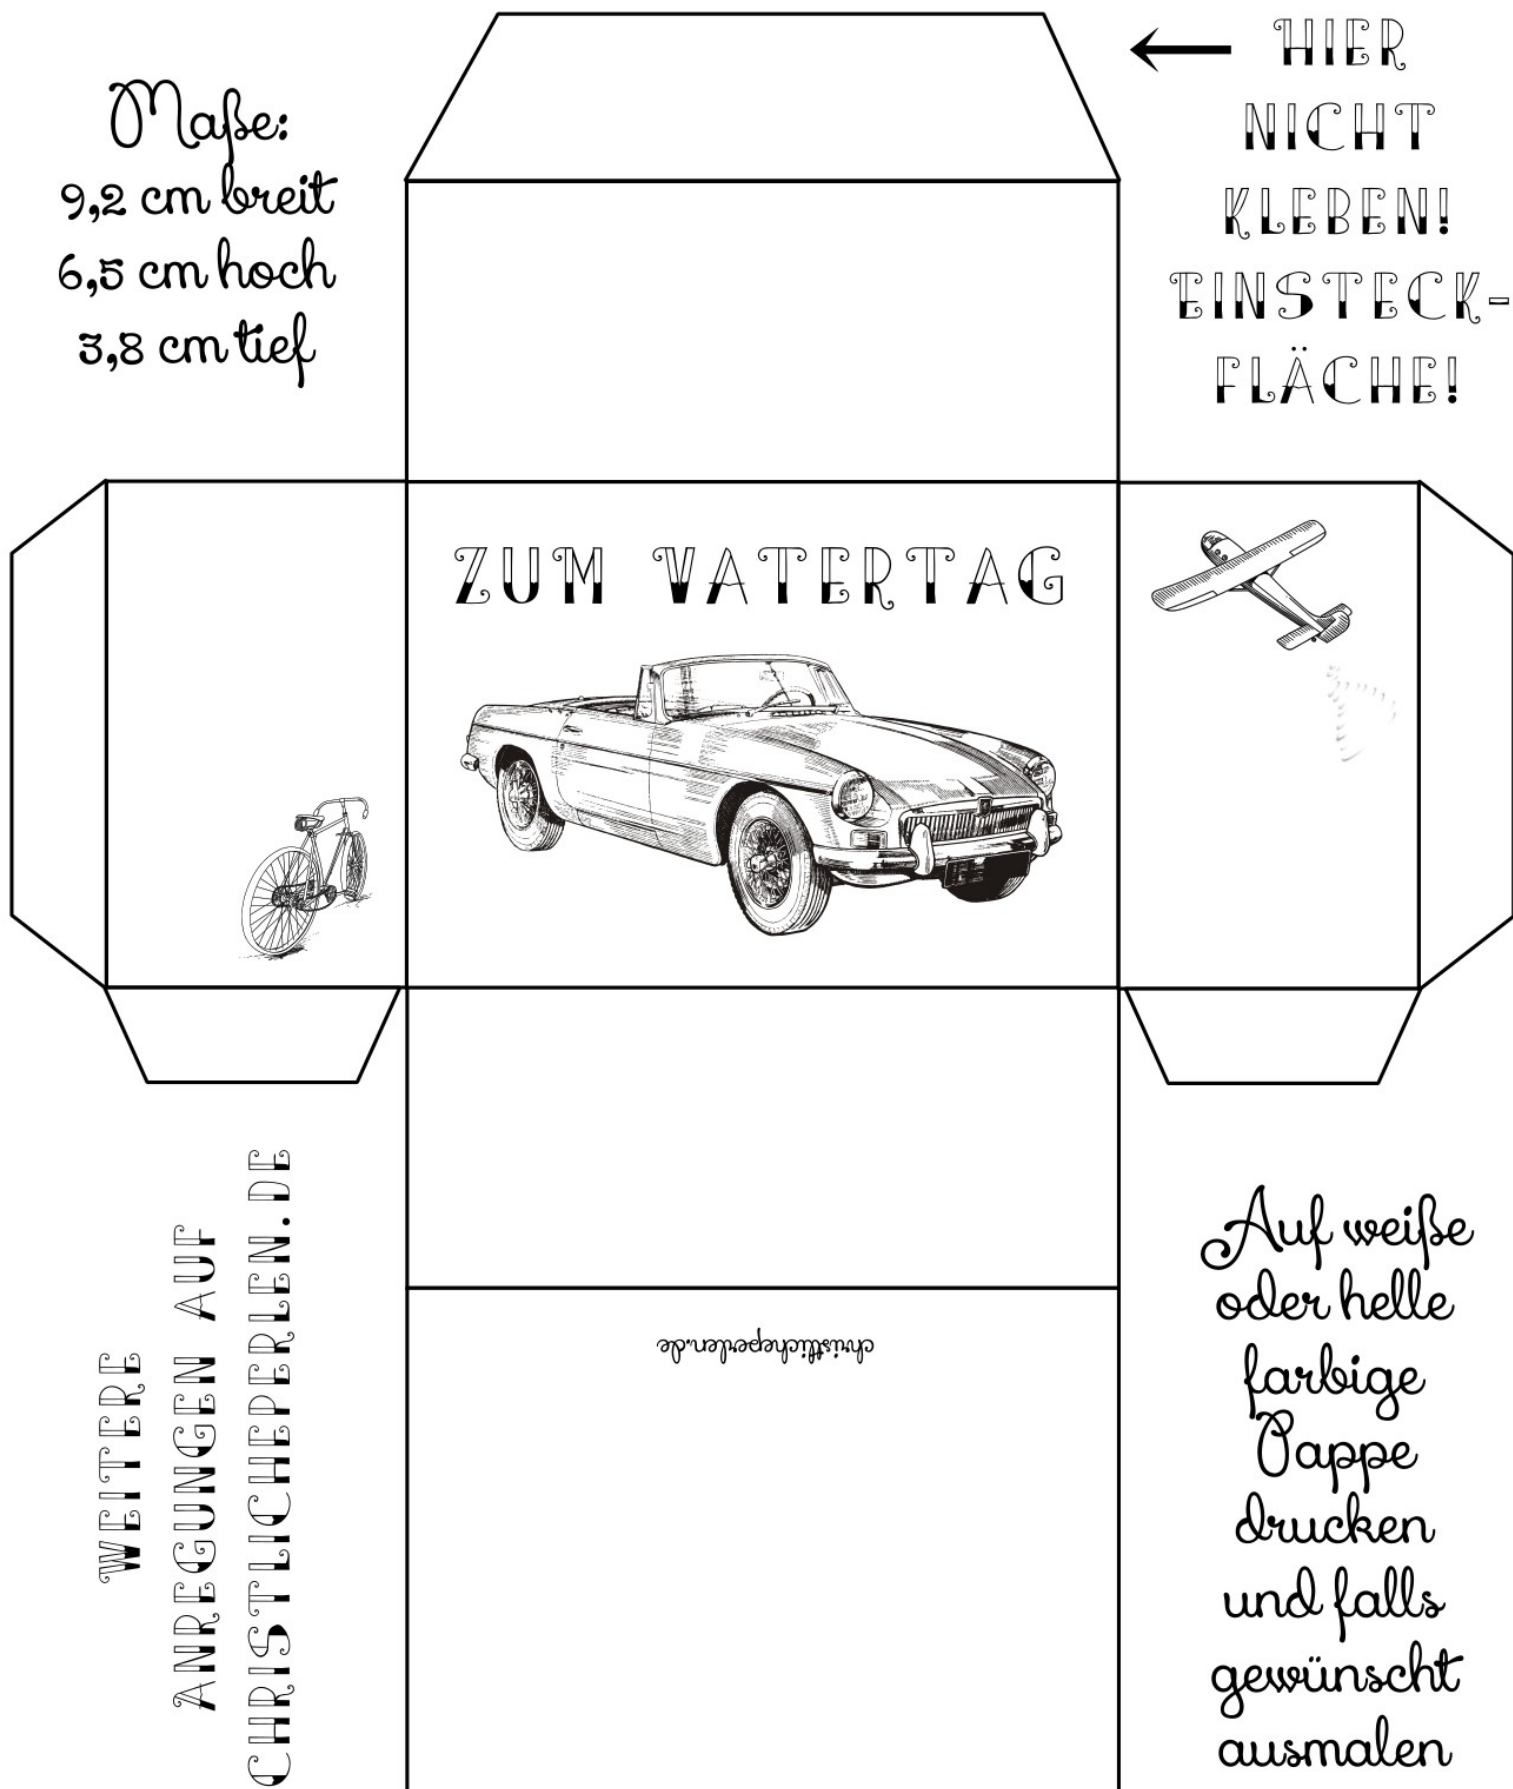 Maße:
9,2 cm breit
6,5 cm hoch
3,8 cm tief
HIER
NICHT
KLEBEN!
EINSTECK-
FLÄCHE!
ZUM VATERTAG
christlicheperlen.de
WEITERE
ANREGUNGEN AUF
CHRISTLICHEPERLEN.DE
Auf weiße
oder helle
farbige
Pappe
drucken
und falls
gewünscht
ausmalen